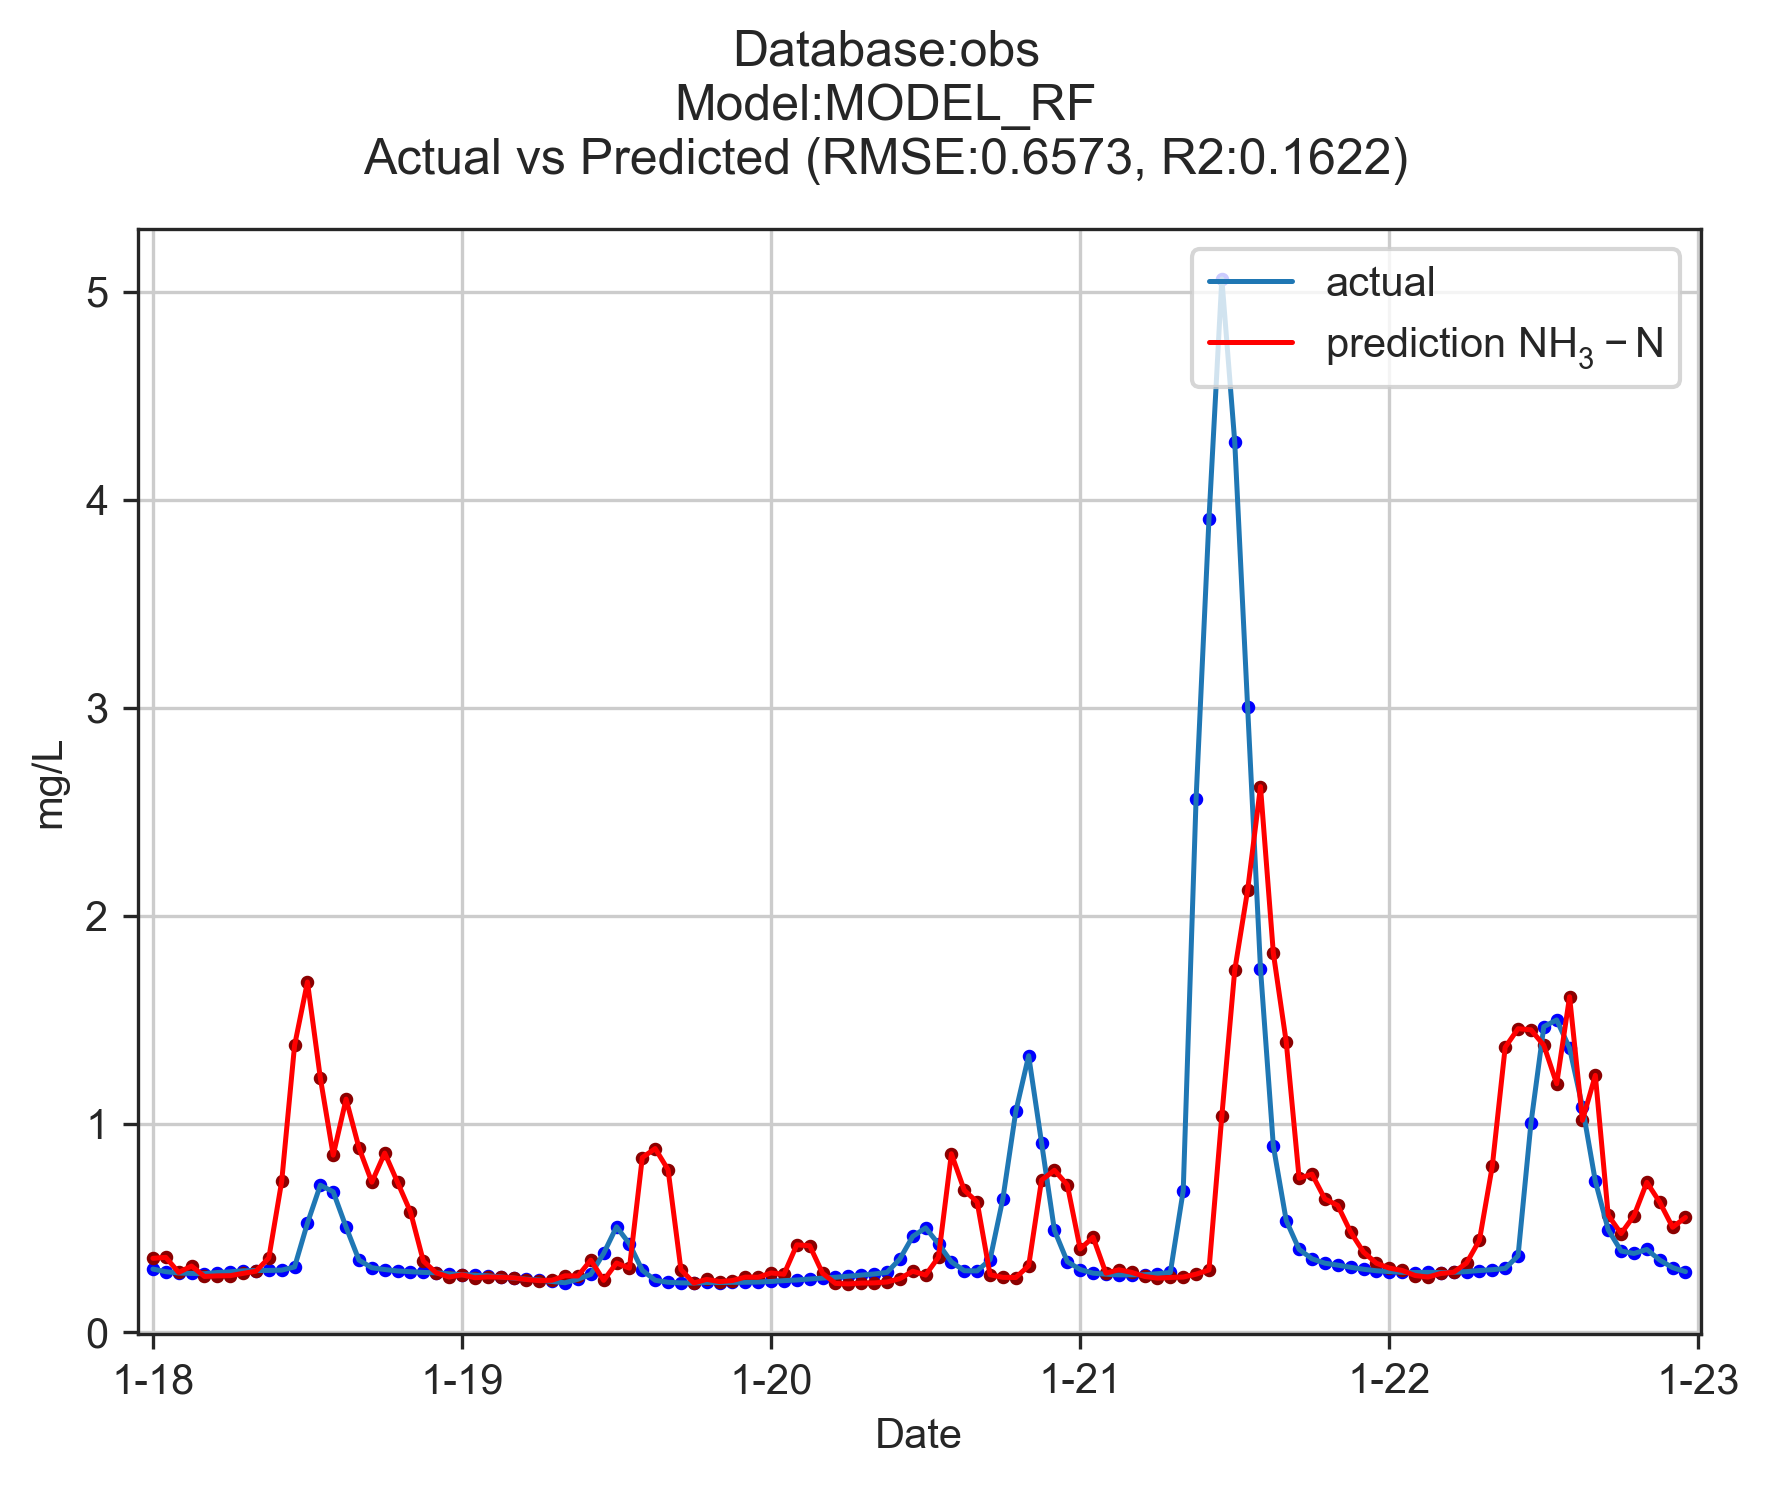 Database:obs
Model:MODEL_RF
Actual vs Predicted (RMSE:0.6573, R2:0.1622)
actual
prediction NH₃ − N
5
4
3
2
1
0
mg/L
1-18 1-19 1-20 1-21 1-22 1-23
Date